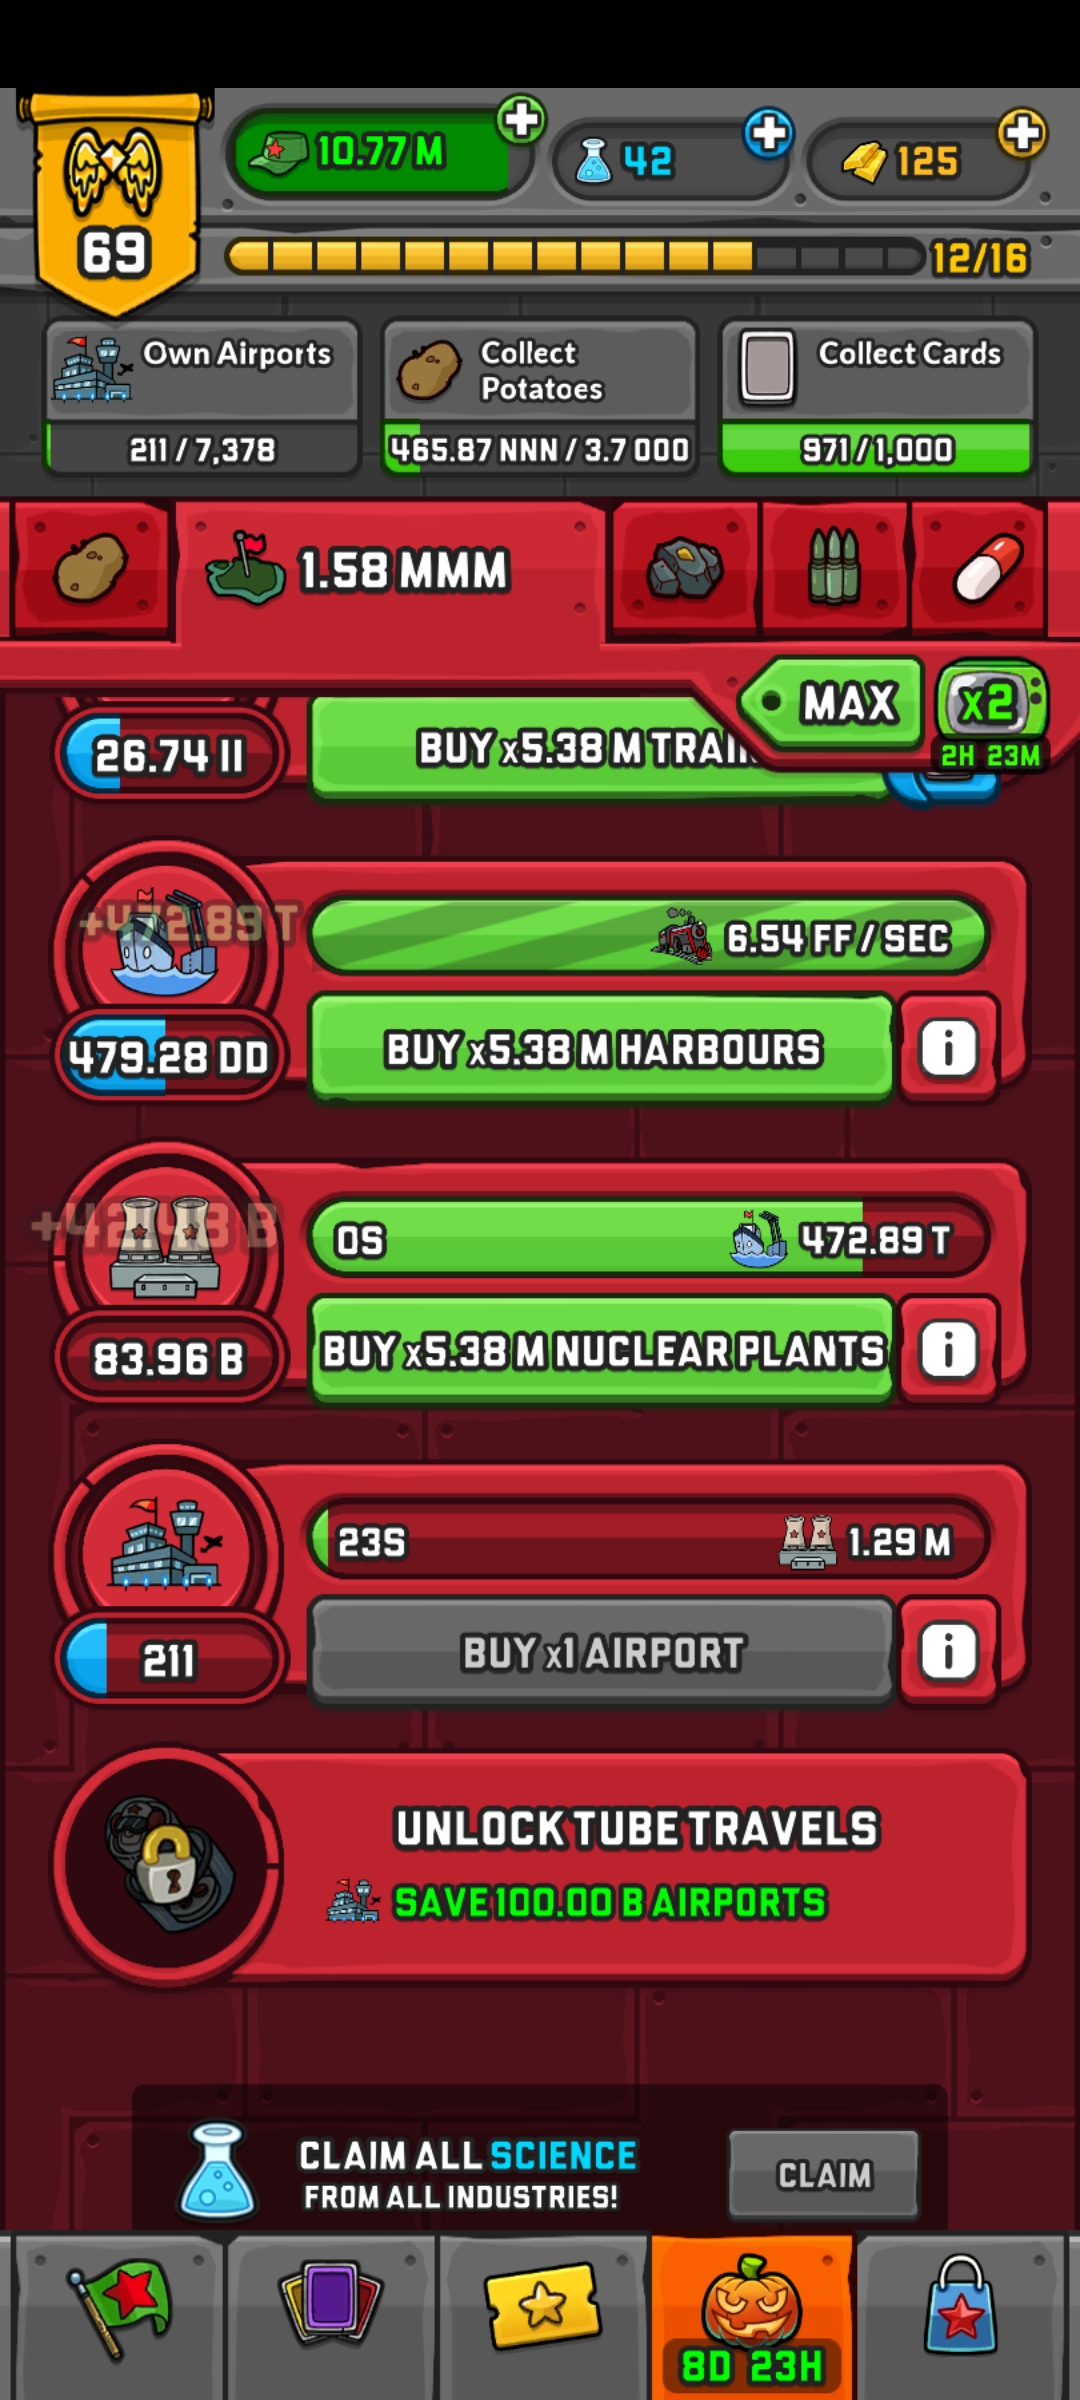 10.77 M
42
125
69
12/16
Own Airports
211 / 7,378
Collect
Potatoes
465.87 NNN / 3.7 000
Collect Cards
971 / 1,000
1.58 MMM
MAX
x2
2H 23M
26.74 II
BUY x5.38 M
+472.89 T
6.54 FF / SEC
479.28 DD
BUY x5.38 M HARBOURS
i
0S
472.89 T
83.96 B
BUY x5.38 M NUCLEAR PLANTS
i
23S
1.29 M
211
BUY x1 AIRPORT
i
UNLOCK TUBE TRAVELS
SAVE 100.00 B AIRPORTS
CLAIM ALL SCIENCE
FROM ALL INDUSTRIES!
CLAIM
8D 23H